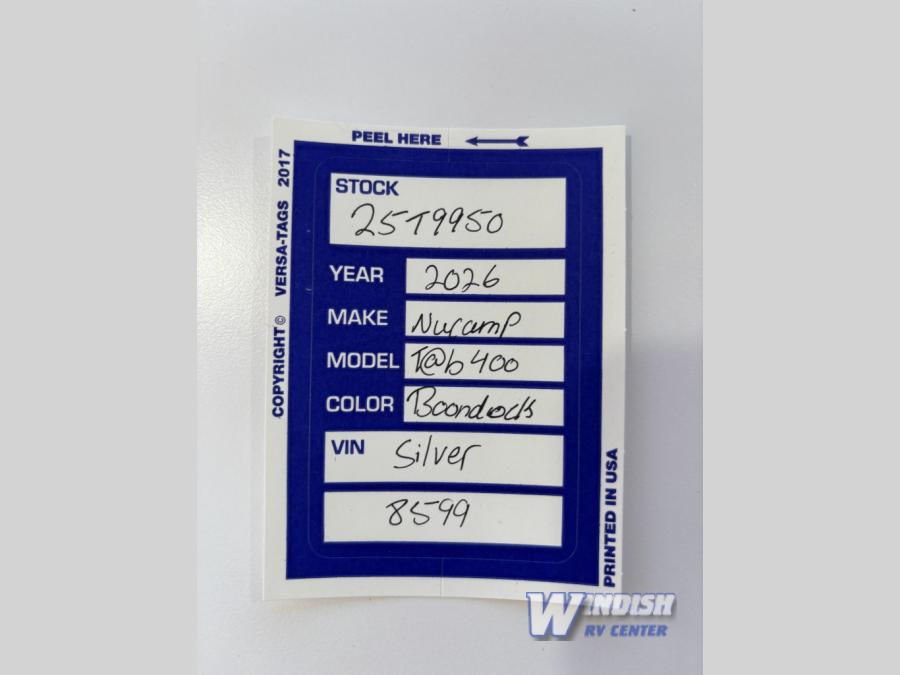 PEEL HERE
COPYRIGHT © VERSA-TAGS 2017
STOCK
25T9950
YEAR 2026
MAKE Nucamp
MODEL T@b 400
COLOR Boondock
VIN Silver
8599
PRINTED IN USA
WINDISH
RV CENTER